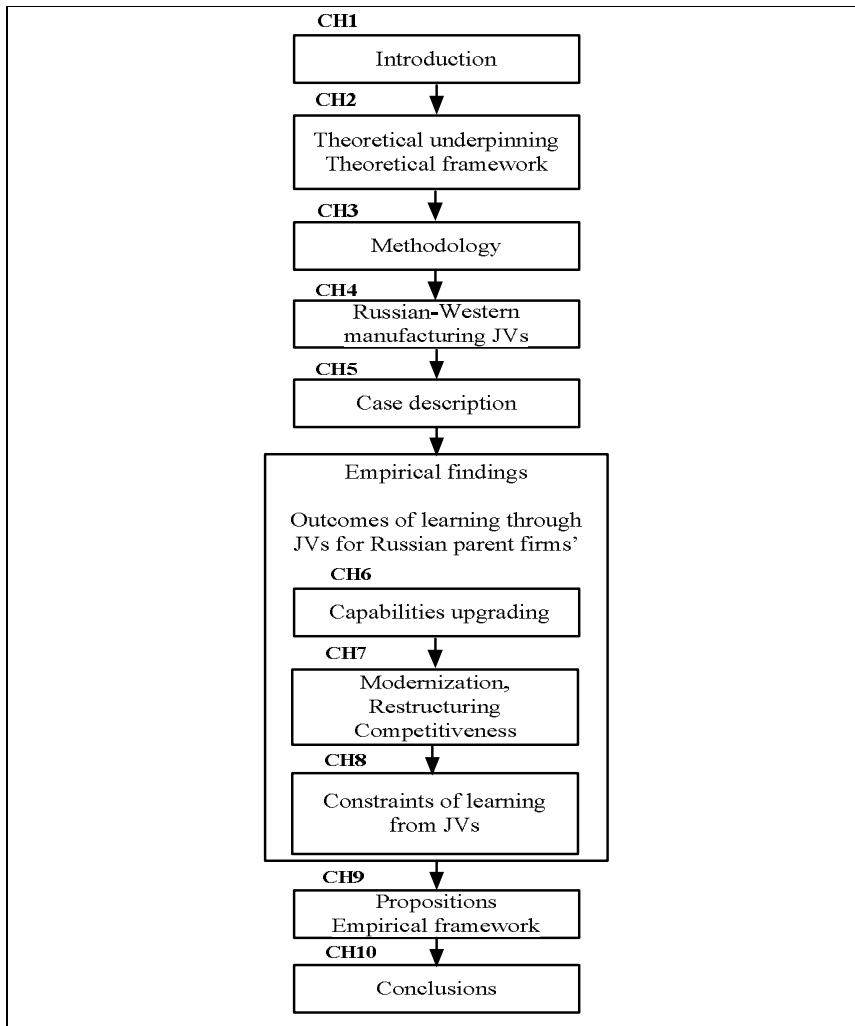 CH1
Introduction
CH2
Theoretical underpinning
Theoretical framework
CH3
Methodology
CH4
Russian-Western
manufacturing JVs
CH5
Case description
Empirical findings
Outcomes of learning through
JVs for Russian parent firms’
CH6
Capabilities upgrading
CH7
Modernization,
Restructuring
Competitiveness
CH8
Constraints of learning
from JVs
CH9
Propositions
Empirical framework
CH10
Conclusions